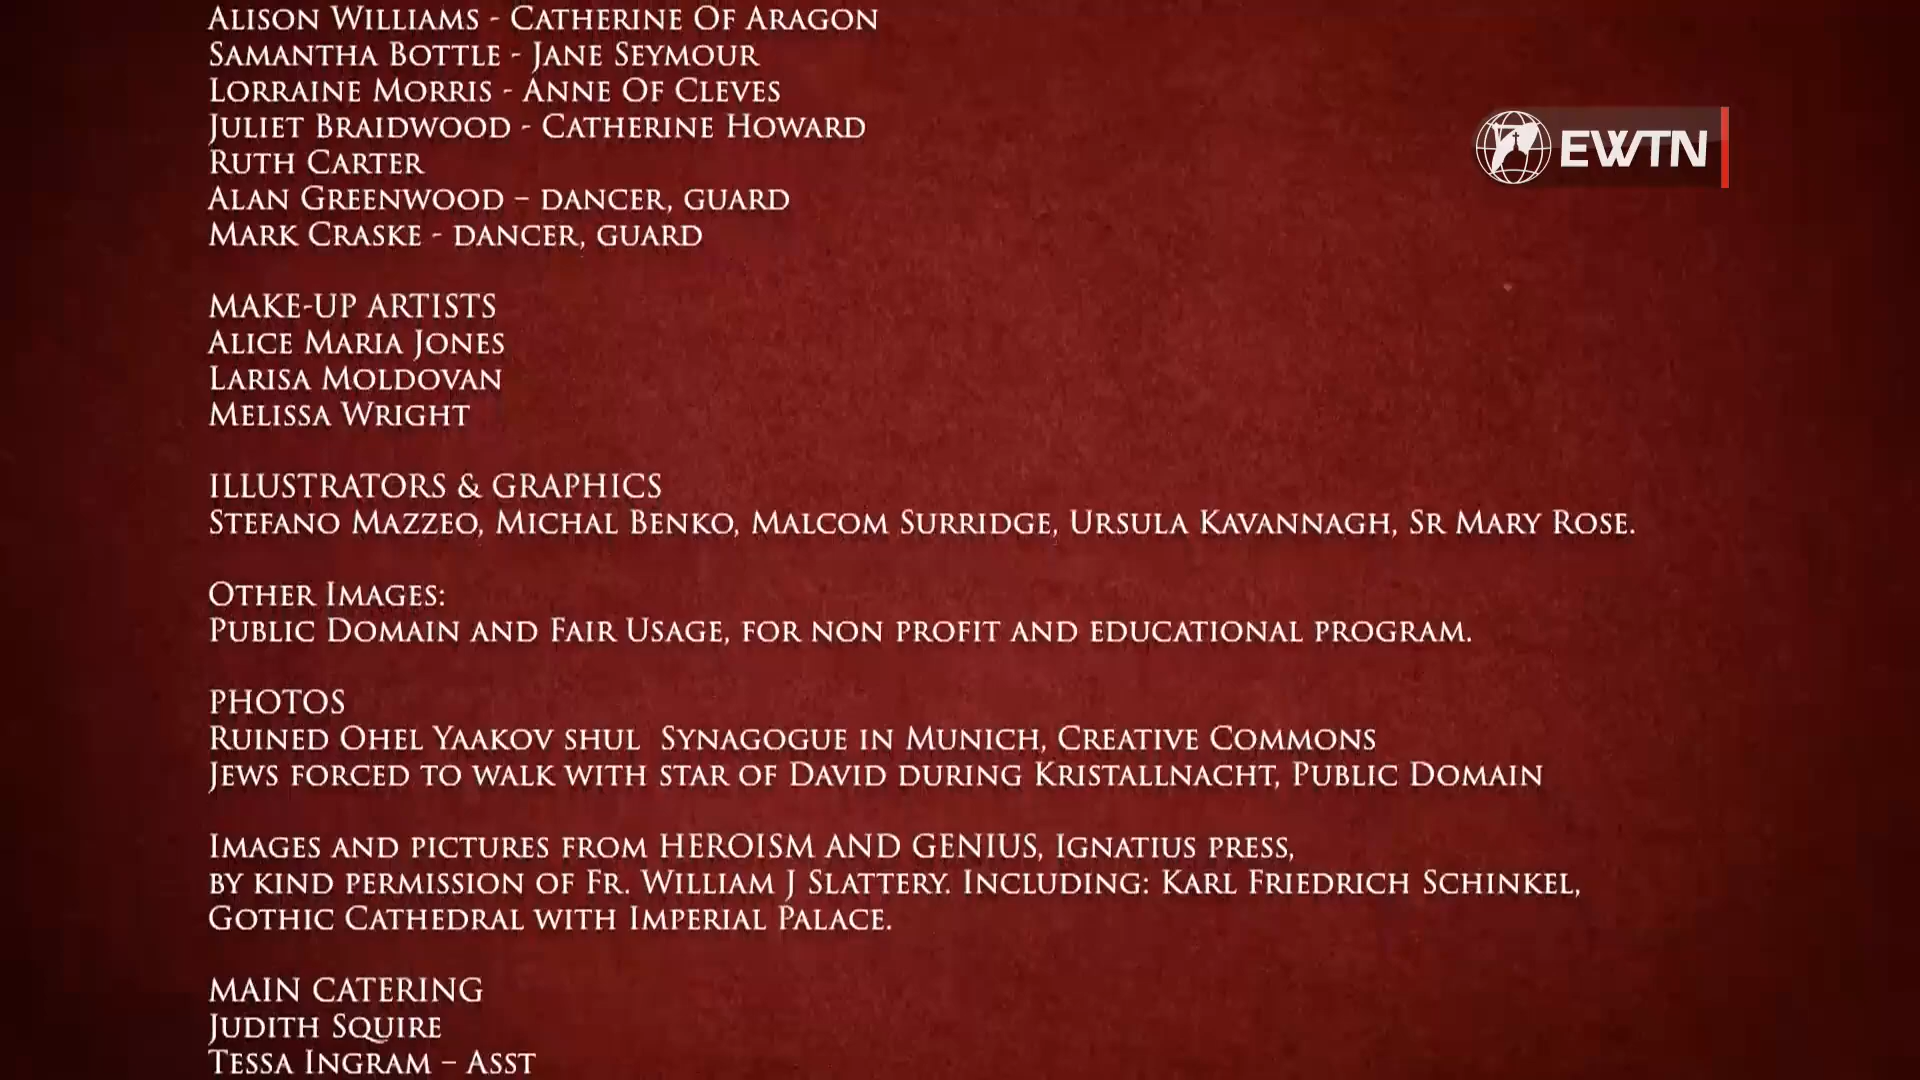 Alison Williams - Catherine Of Aragon
Samantha Bottle - Jane Seymour
Lorraine Morris - Anne Of Cleves
Juliet Braidwood - Catherine Howard
Ruth Carter
Alan Greenwood – dancer, guard
Mark Craske - dancer, guard
EWTN
MAKE-UP ARTISTS
Alice Maria Jones
Larisa Moldovan
Melissa Wright
ILLUSTRATORS & GRAPHICS
Stefano Mazzeo, Michal Benko, Malcom Surridge, Ursula Kavannagh, Sr Mary Rose.
Other Images:
Public Domain and Fair Usage, for non profit and educational program.
PHOTOS
Ruined Ohel Yaakov shul Synagogue in Munich, Creative Commons
Jews forced to walk with star of David during Kristallnacht, Public Domain
Images and pictures from HEROISM AND GENIUS, Ignatius press,
by kind permission of Fr. William J Slattery. Including: Karl Friedrich Schinkel,
Gothic Cathedral with Imperial Palace.
MAIN CATERING
Judith Squire
Tessa Ingram – Asst